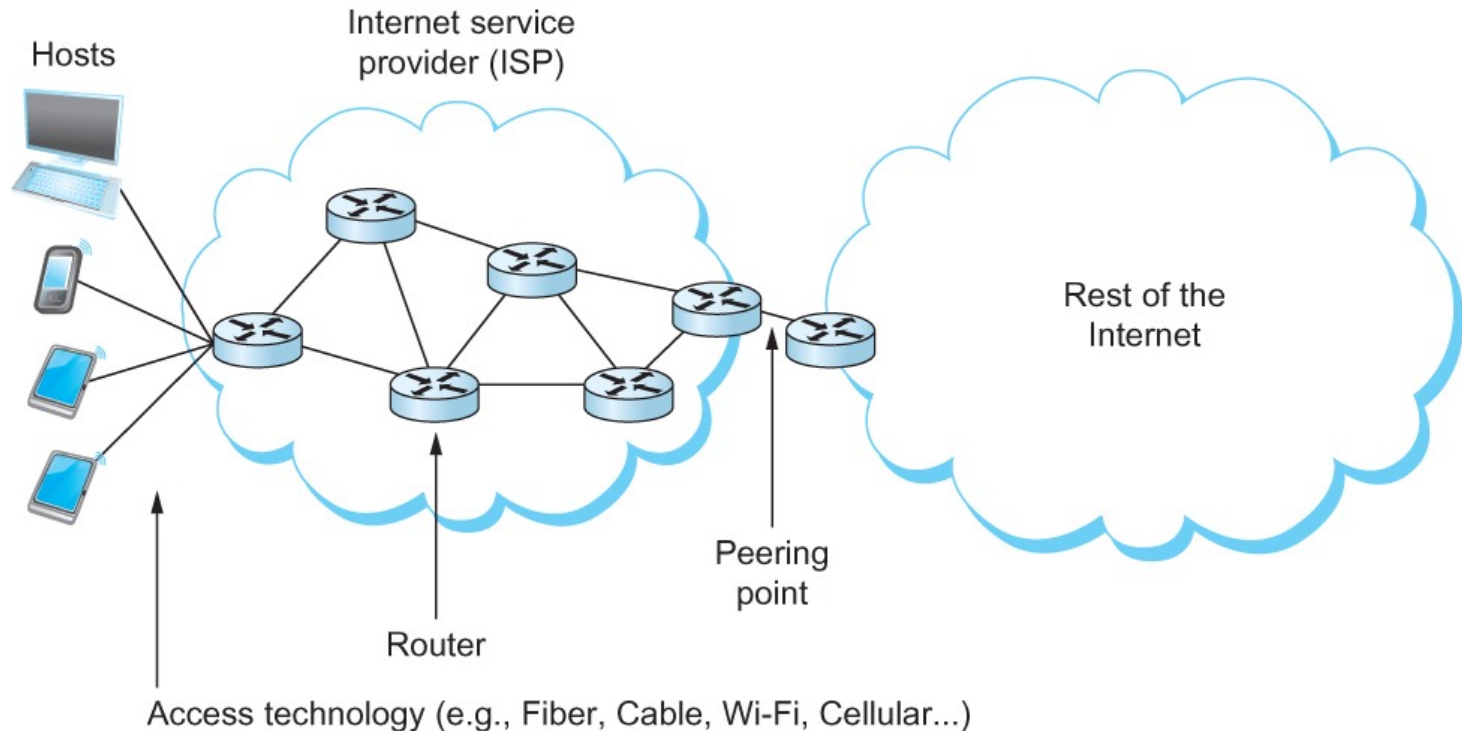 Internet service
provider (ISP)
Hosts
Rest of the
Internet
Peering
point
Router
Access technology (e.g., Fiber, Cable, Wi-Fi, Cellular...)